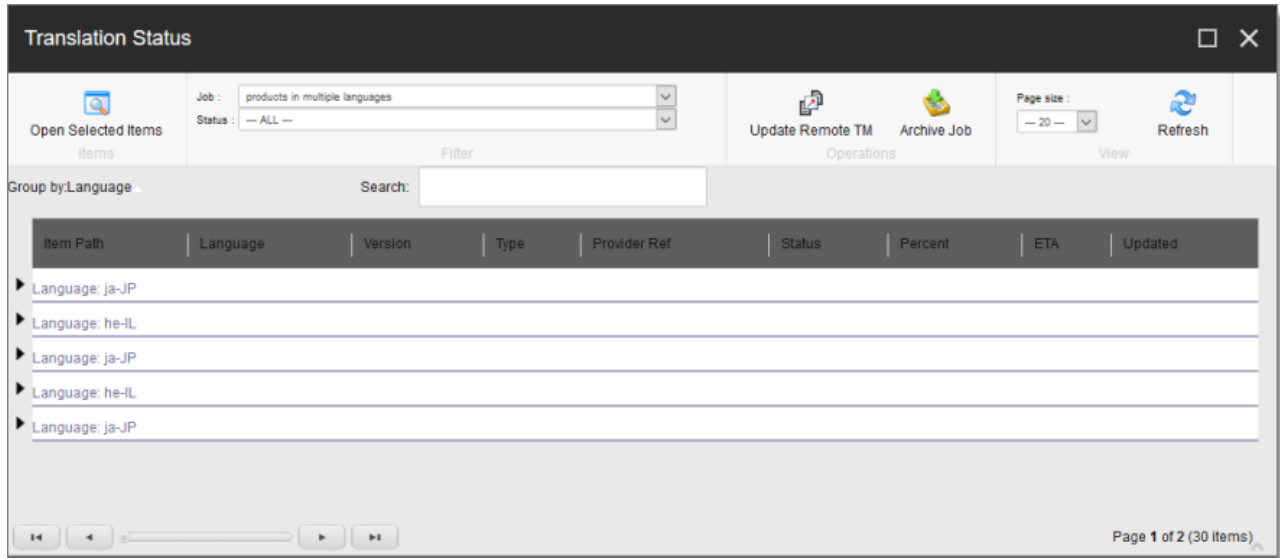 Translation Status
Open Selected Items
Items
Job : products in multiple languages
Status : --- ALL ---
Filter
Update Remote TM
Archive Job
Operations
Page size :
--- 20 ---
Refresh
View
Group by:Language
Search:
Item Path Language Version Type Provider Ref Status Percent ETA Updated
Language: ja-JP
Language: he-IL
Language: ja-JP
Language: he-IL
Language: ja-JP
Page 1 of 2 (30 items)